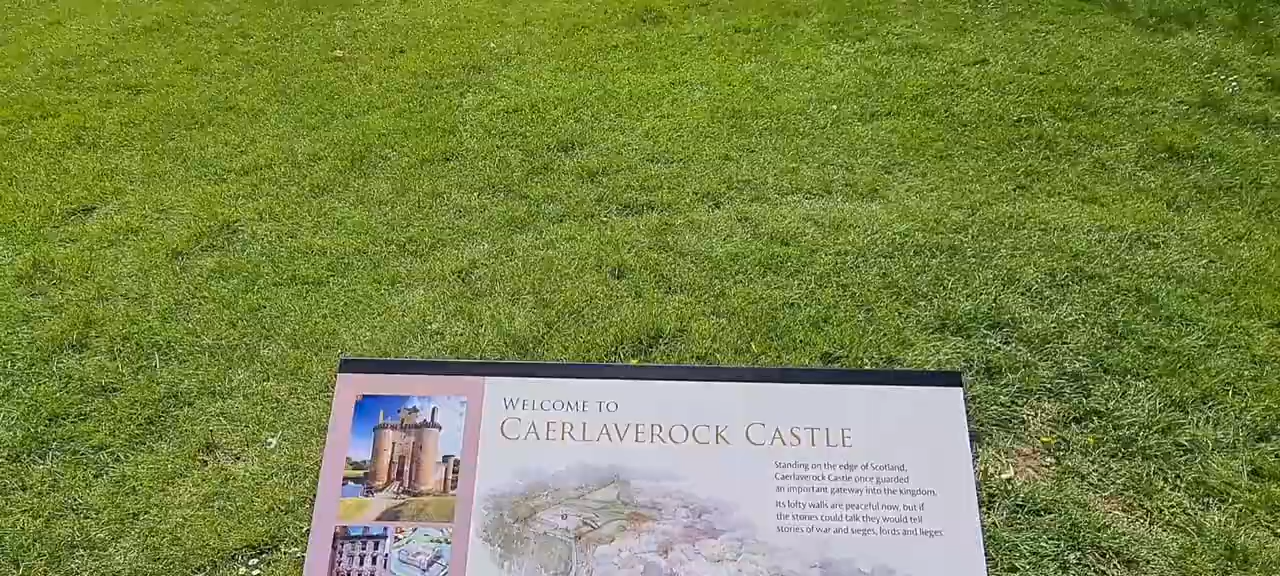 WELCOME TO
CAERLAVEROCK CASTLE
Standing on the edge of Scotland,
Caerlaverock Castle once guarded
an important gateway into the kingdom.
Its lofty walls are peaceful now, but if
the stones could talk they would tell
stories of war and sieges, lords and lieges.